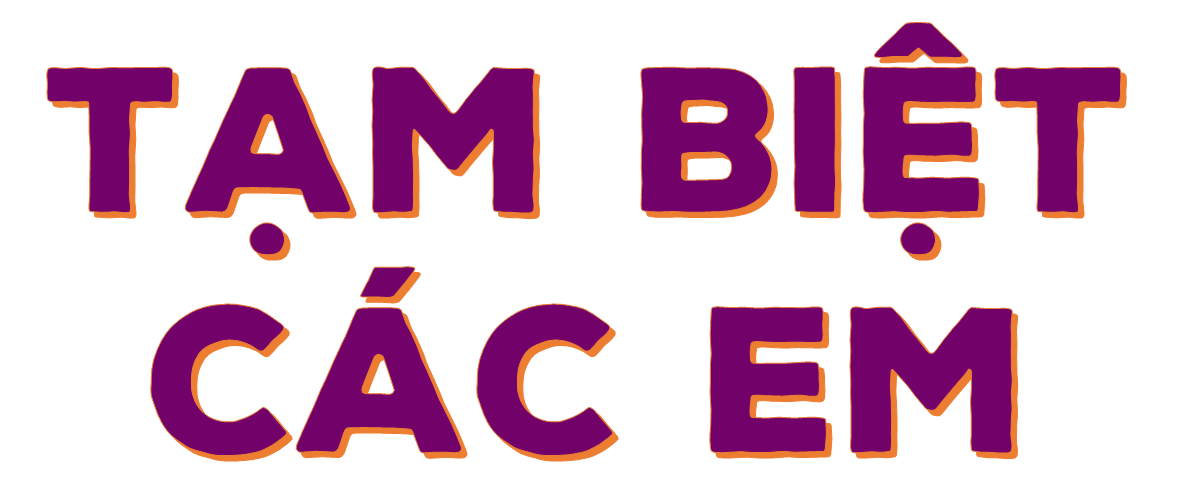 TẠM BIỆT
CÁC EM